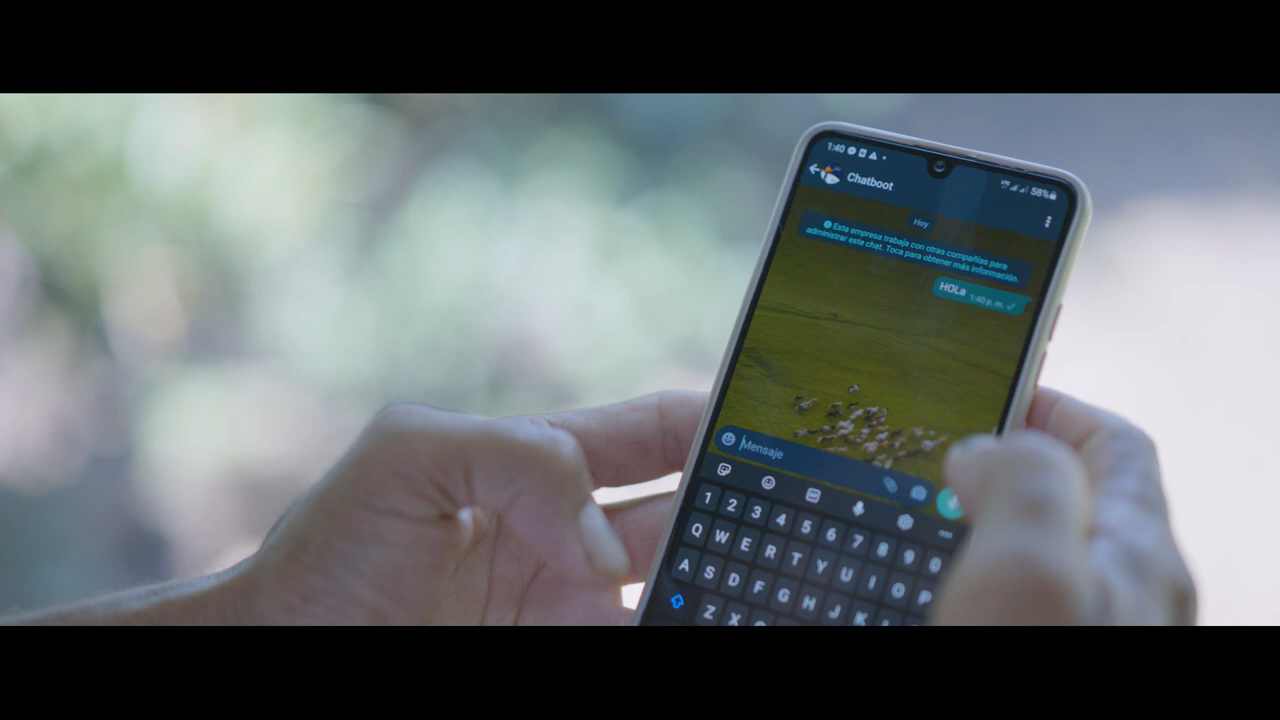 1:40
58%
Chatboot
Hoy
Esta empresa trabaja con otras compañías para
administrar este chat. Toca para obtener más información.
HOLa 1:40 p. m.
Mensaje
1 2 3 4 5 6 7 8 9 0
Q W E R T Y U I O P
A S D F G H J K L
Z X